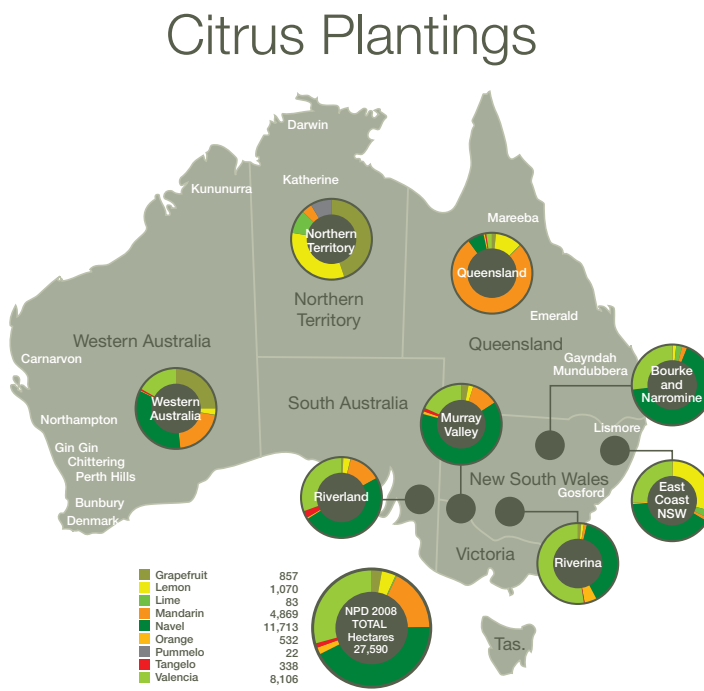 Citrus Plantings
Darwin
Kununurra
Katherine
Northern
Territory
Northern
Territory
Mareeba
Queensland
Emerald
Queensland
Gayndah
Mundubbera
Bourke
and
Narromine
Western Australia
Carnarvon
Western
Australia
Northampton
Gin Gin
Chittering
Perth Hills
Bunbury
Denmark
South Australia
Murray
Valley
Lismore
New South Wales
Gosford
East
Coast
NSW
Riverland
Riverina
Victoria
Tas.
Grapefruit 857
Lemon 1,070
Lime 83
Mandarin 4,869
Navel 11,713
Orange 532
Pummelo 22
Tangelo 338
Valencia 8,106
NPD 2008
TOTAL
Hectares
27,590